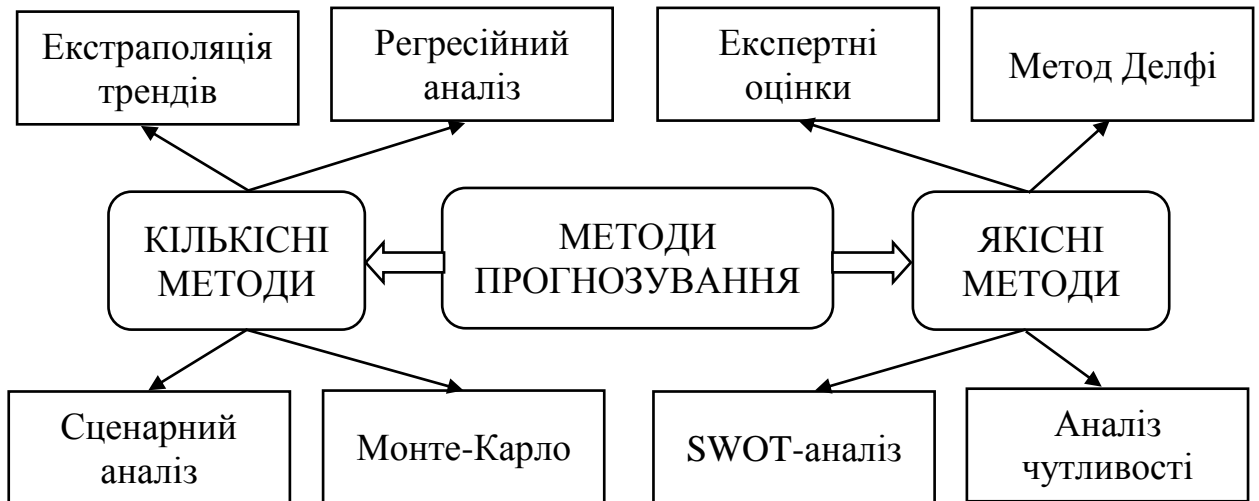 Екстраполяція
трендів
Регресійний
аналіз
Експертні
оцінки
Метод Делфі
КІЛЬКІСНІ
МЕТОДИ
МЕТОДИ
ПРОГНОЗУВАННЯ
ЯКІСНІ
МЕТОДИ
Сценарний
аналіз
Монте-Карло
SWOT-аналіз
Аналіз
чутливості